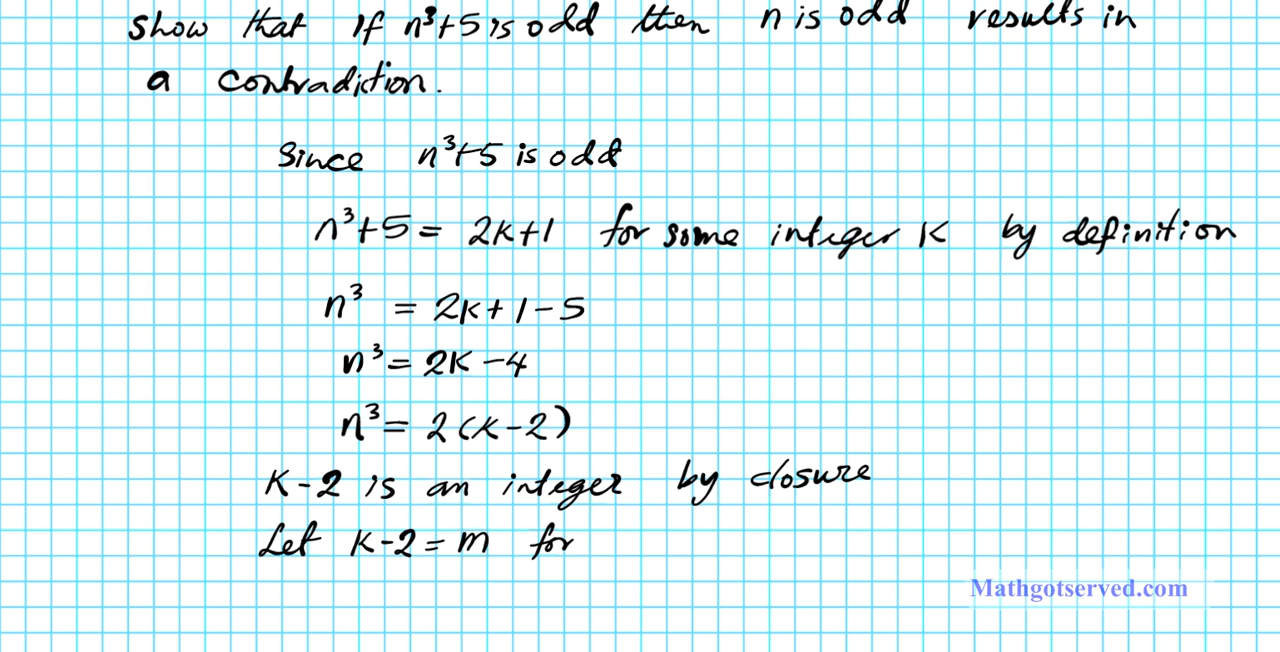 show that if n³+5 is odd then n is odd results in
a contradiction.
Since n³+5 is odd
n³+5 = 2k+1 for some integer K by definition
n³ = 2k+1-5
n³ = 2K-4
n³ = 2(K-2)
K-2 is an integer by closure
Let K-2 = m for
Mathgotserved.com